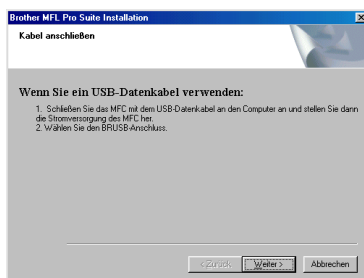 Brother MFL Pro Suite Installation
Kabel anschließen
Wenn Sie ein USB-Datenkabel verwenden:
1. Schließen Sie das MFC mit dem USB-Datenkabel an den Computer an und stellen Sie dann
die Stromversorgung des MFC her.
2. Wählen Sie den BRUSB-Anschluss.
< Zurück
Weiter >
Abbrechen